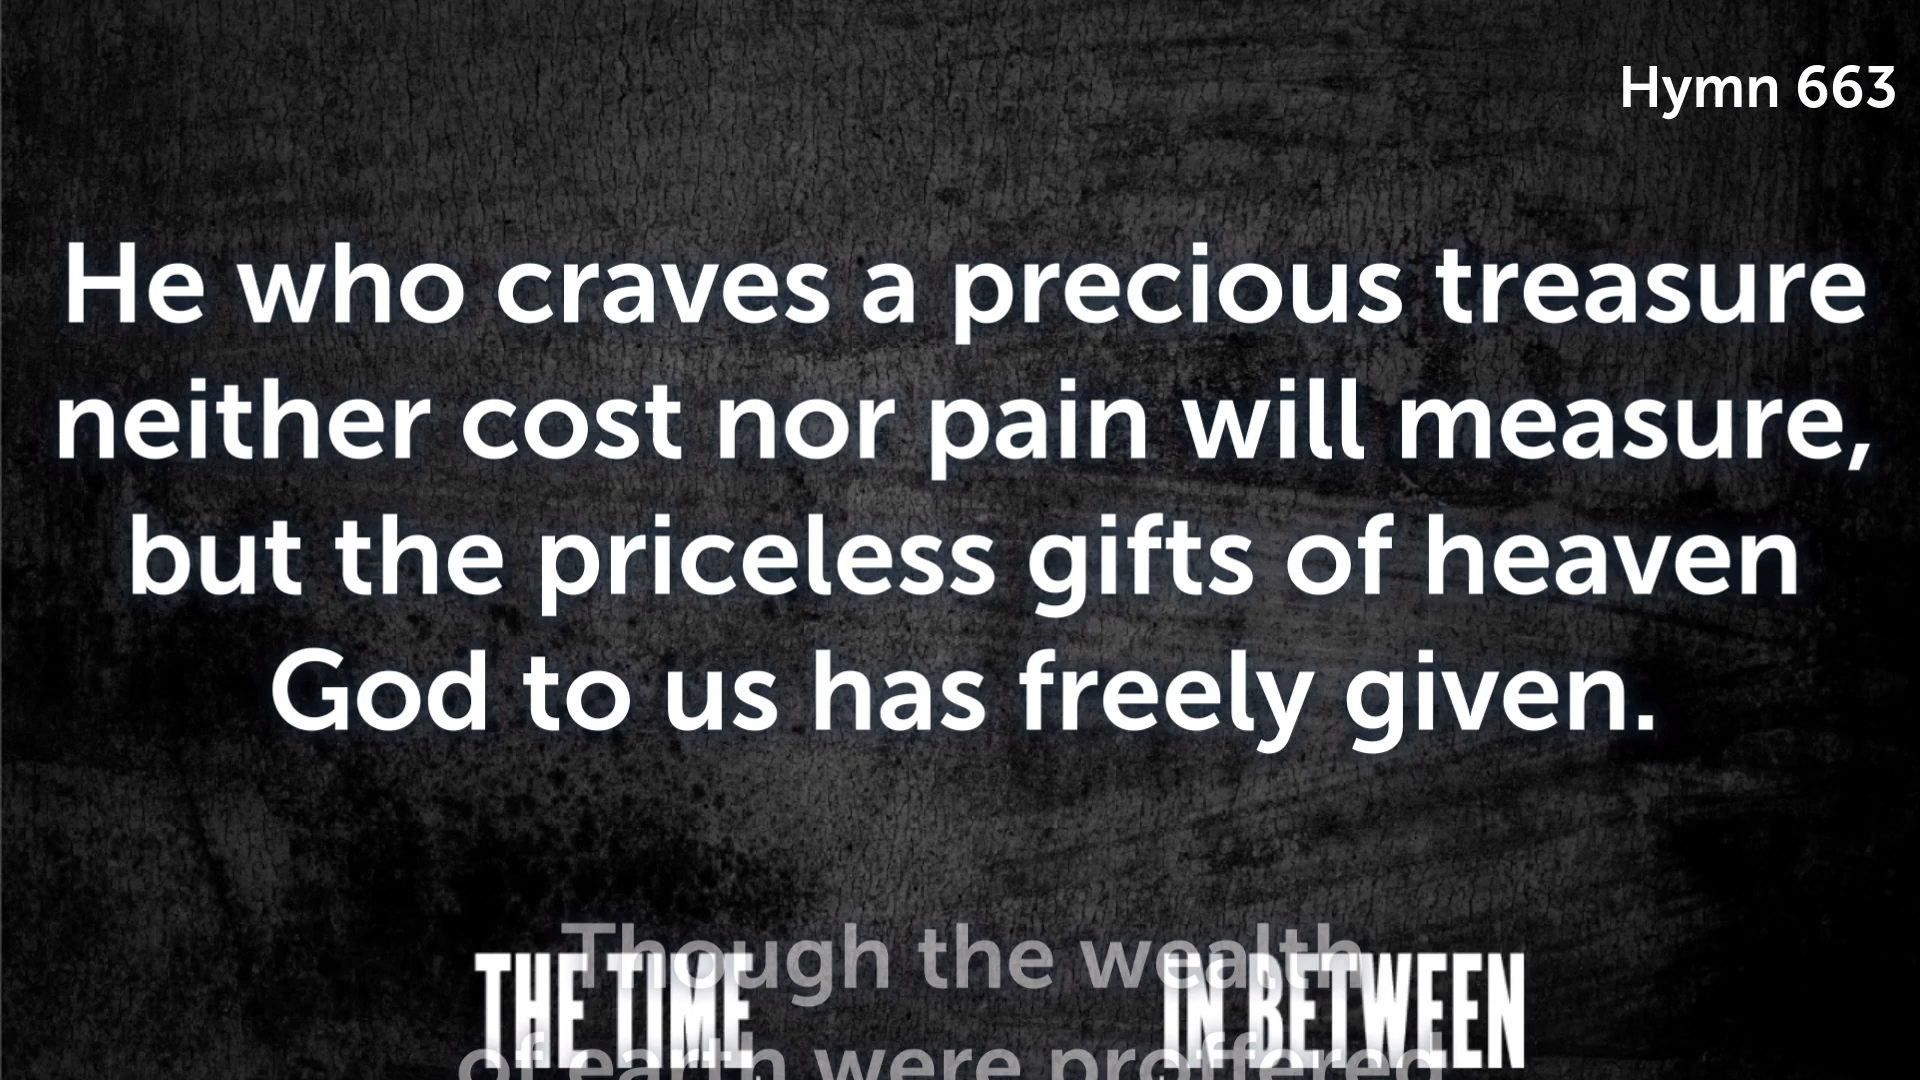 Hymn 663
He who craves a precious treasure
neither cost nor pain will measure,
but the priceless gifts of heaven
God to us has freely given.
Though the wealth
THE TIME IN BETWEEN
of earth were proffered